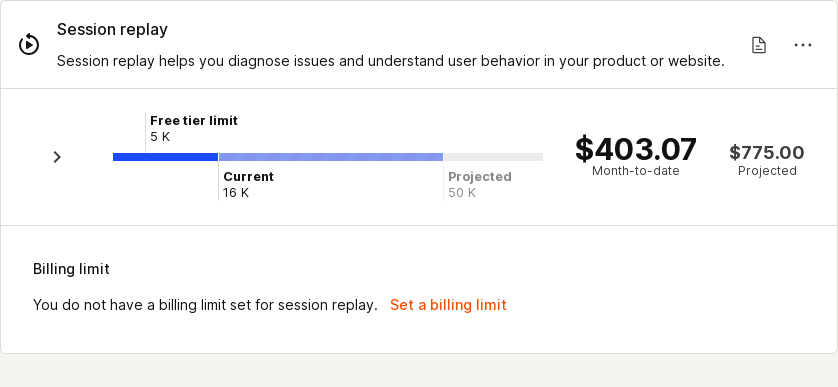 Session replay
Session replay helps you diagnose issues and understand user behavior in your product or website.
Free tier limit
5 K
Current
16 K
Projected
50 K
$403.07
Month-to-date
$775.00
Projected
Billing limit
You do not have a billing limit set for session replay. Set a billing limit